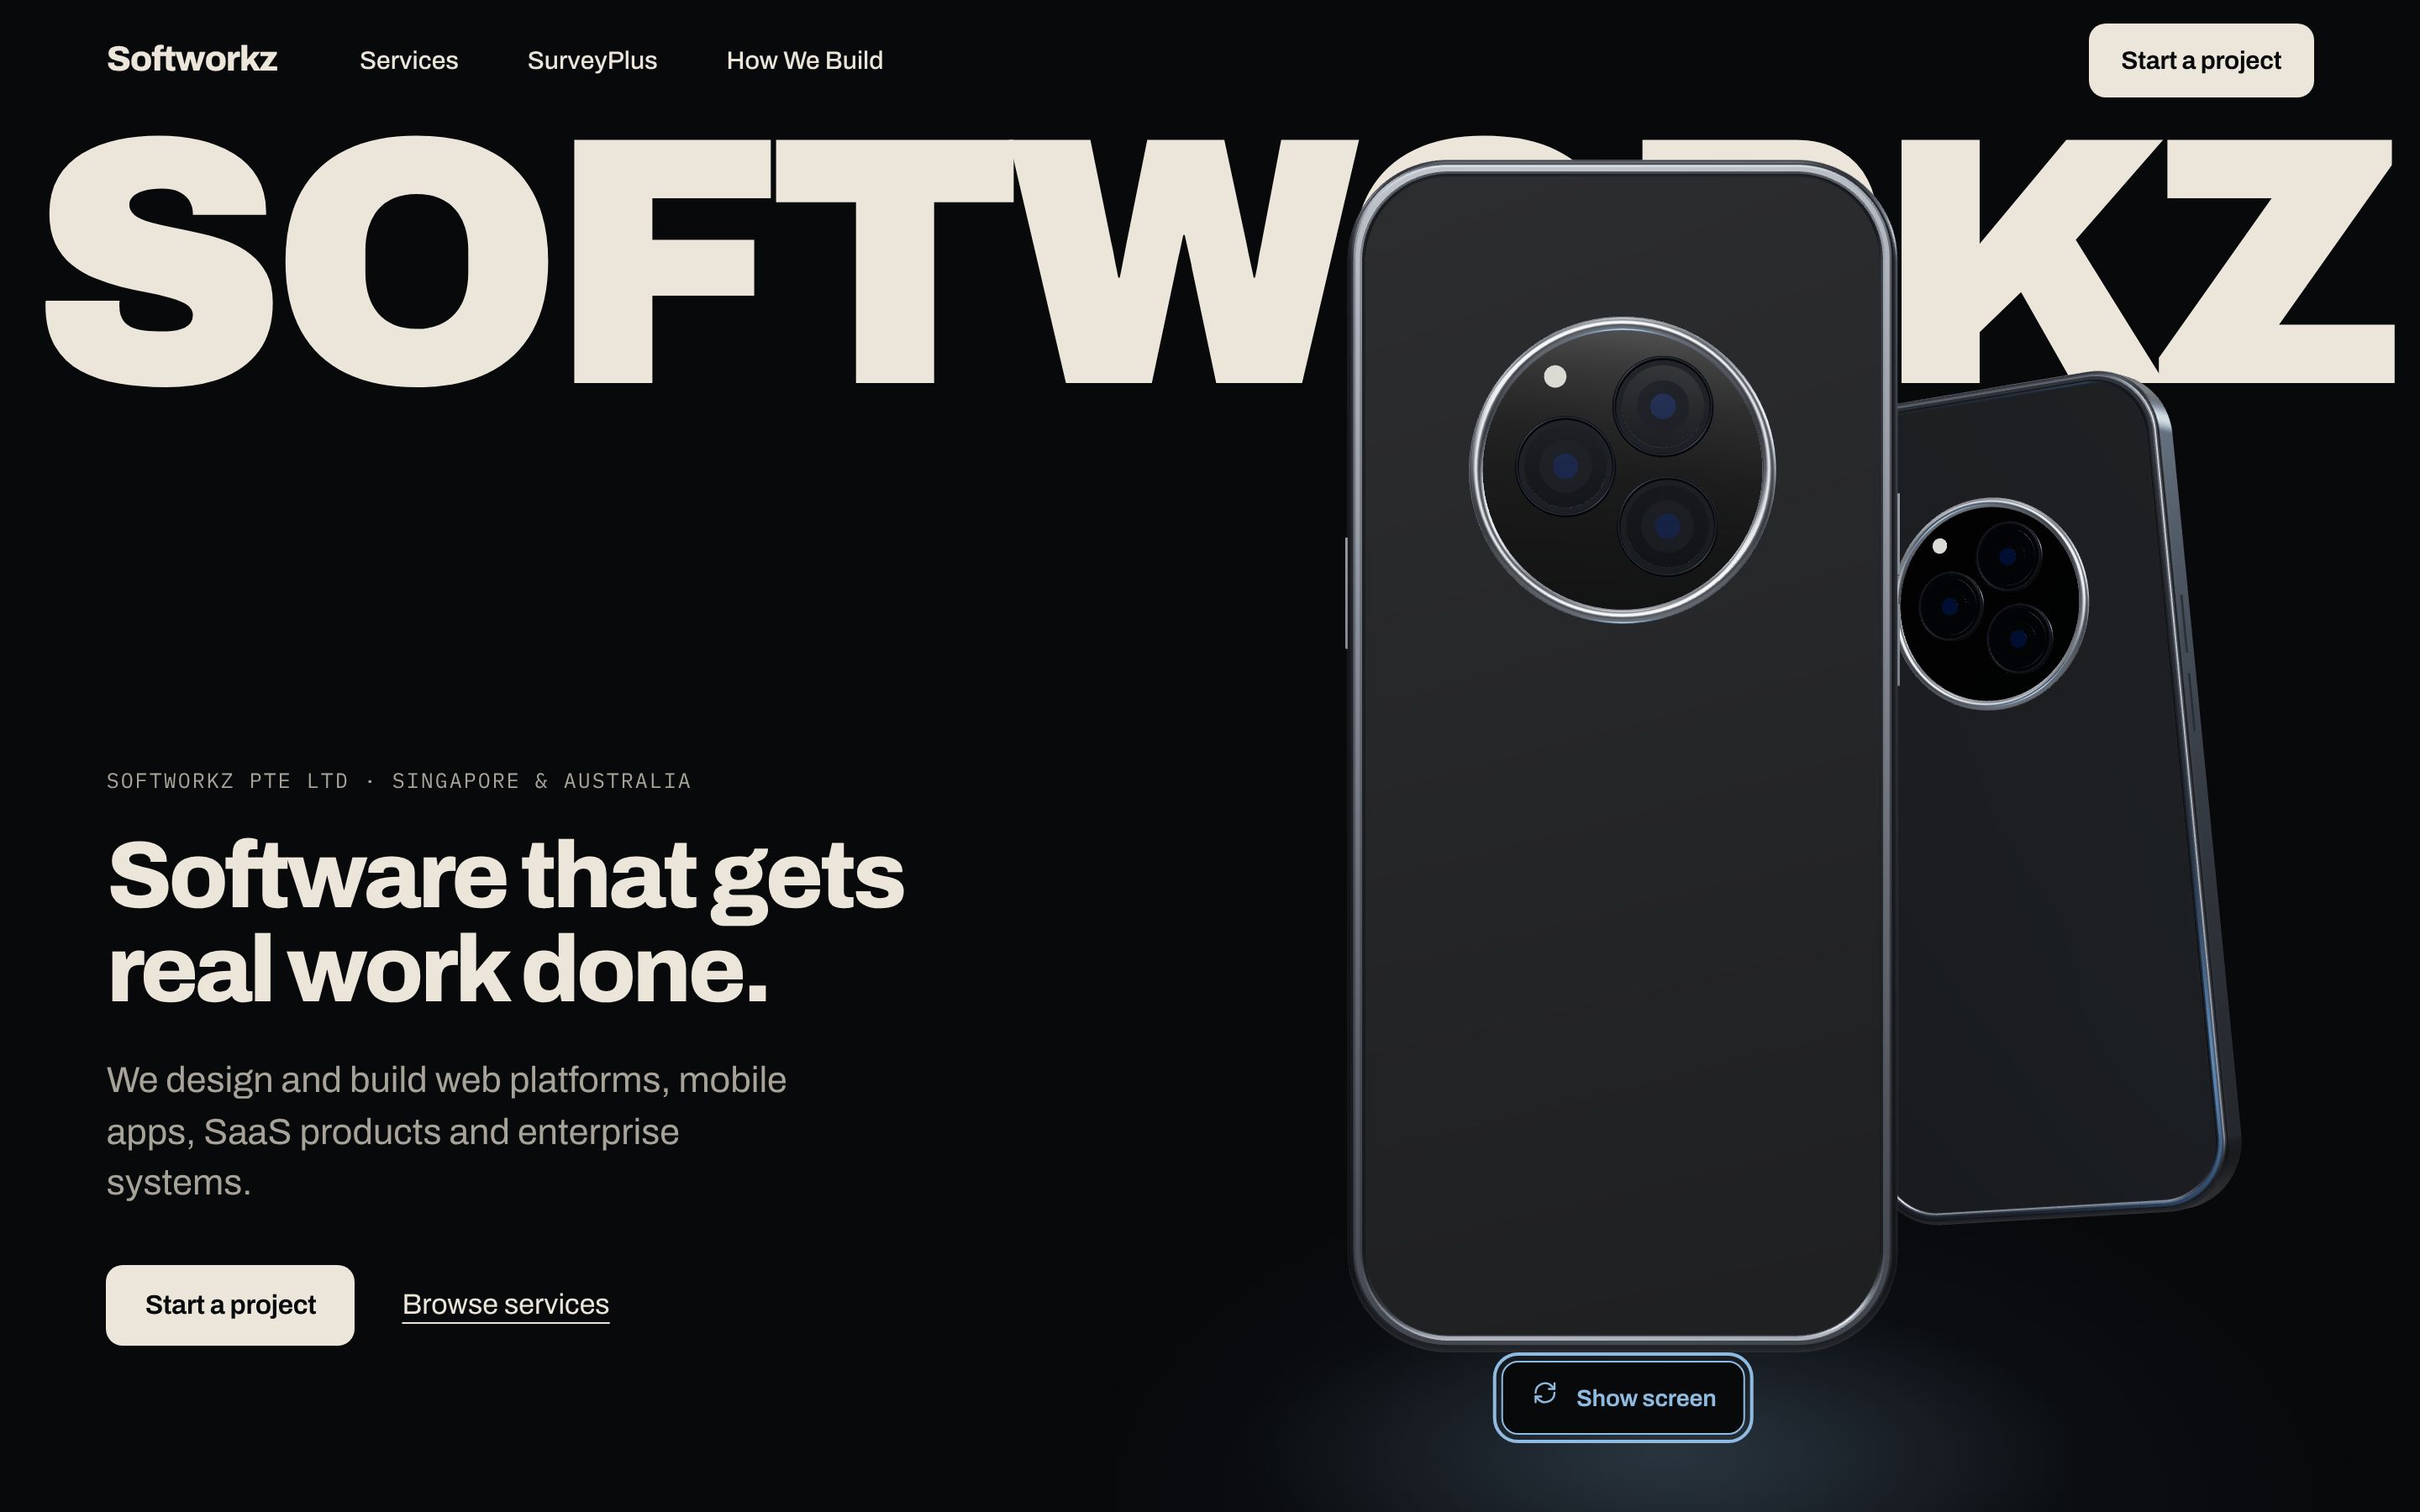 Softworkz
Services
SurveyPlus
How We Build
Start a project
SOFTWORKZ
SOFTWORKZ PTE LTD · SINGAPORE & AUSTRALIA
Software that gets
real work done.
We design and build web platforms, mobile
apps, SaaS products and enterprise
systems.
Start a project
Browse services
Show screen